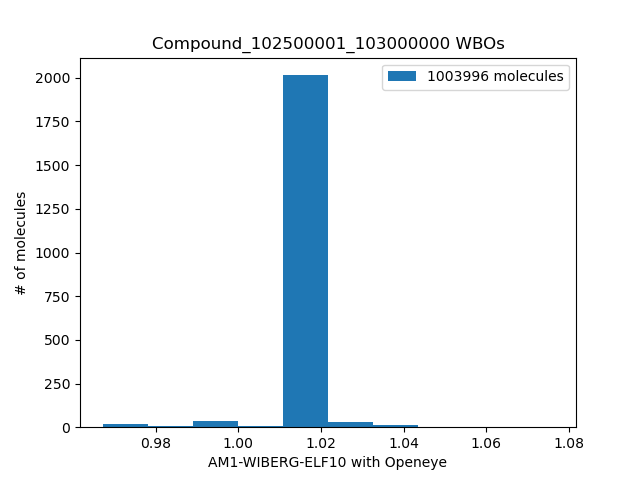 Compound_102500001_103000000 WBOs
1003996 molecules
2000
1750
1500
1250
1000
750
500
250
0
# of molecules
0.98 1.00 1.02 1.04 1.06 1.08
AM1-WIBERG-ELF10 with Openeye